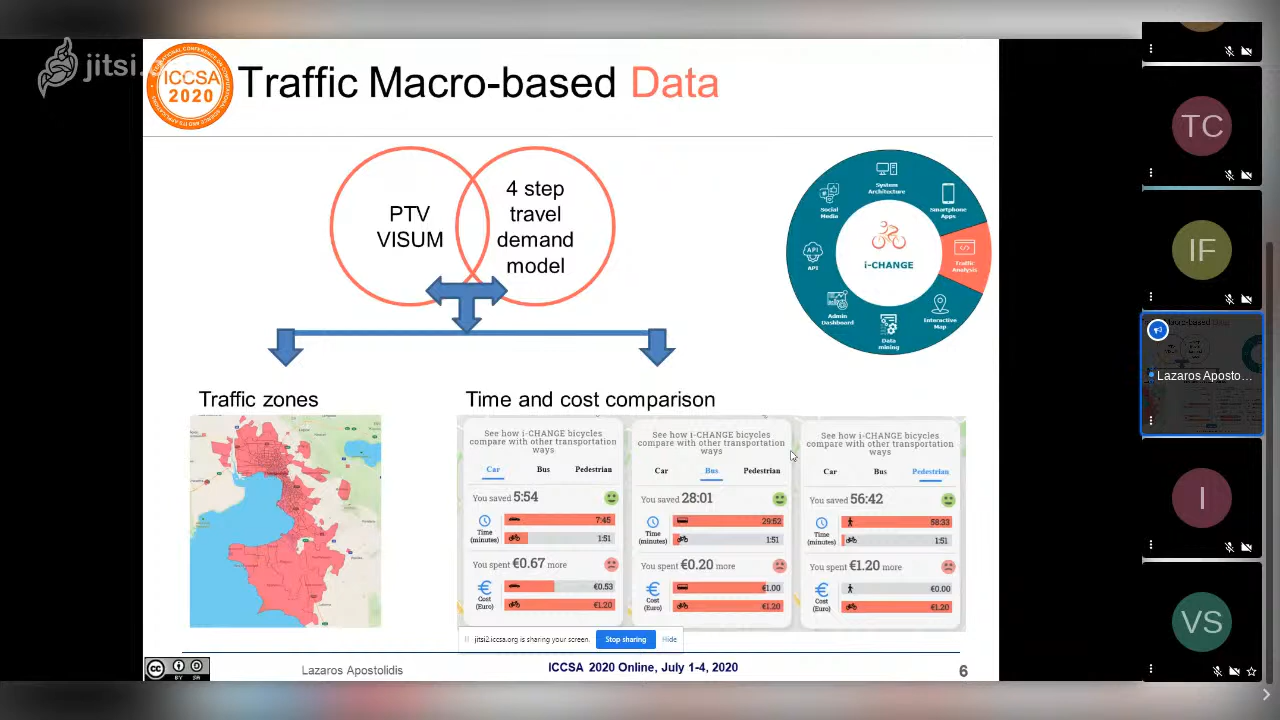 jitsi.
ICCSA
2020
Traffic Macro-based Data
PTV
VISUM
4 step
travel
demand
model
System
Architecture
Smartphone
Apps
Traffic
Analysis
Interactive
Map
Data
mining
Admin
Dashboard
API
API
Social
Media
i-CHANGE
Traffic zones
Time and cost comparison
See how i-CHANGE bicycles
compare with other transportation
ways
Car Bus Pedestrian
You saved 5:54
Time
(minutes)
7:45
1:51
You spent €0.67 more
Cost
(Euro)
€0.53
€1.20
See how i-CHANGE bicycles
compare with other transportation
ways
Car Bus Pedestrian
You saved 28:01
Time
(minutes)
29:52
1:51
You spent €0.20 more
Cost
(Euro)
€1.00
€1.20
See how i-CHANGE bicycles
compare with other transportation
ways
Car Bus Pedestrian
You saved 56:42
Time
(minutes)
58:33
1:51
You spent €1.20 more
Cost
(Euro)
€0.00
€1.20
jitsi2.iccsa.org is sharing your screen.
Stop sharing
Hide
CC BY SA
Lazaros Apostolidis
ICCSA 2020 Online, July 1-4, 2020
6
TC
IF
Lazaros Aposto...
I
VS